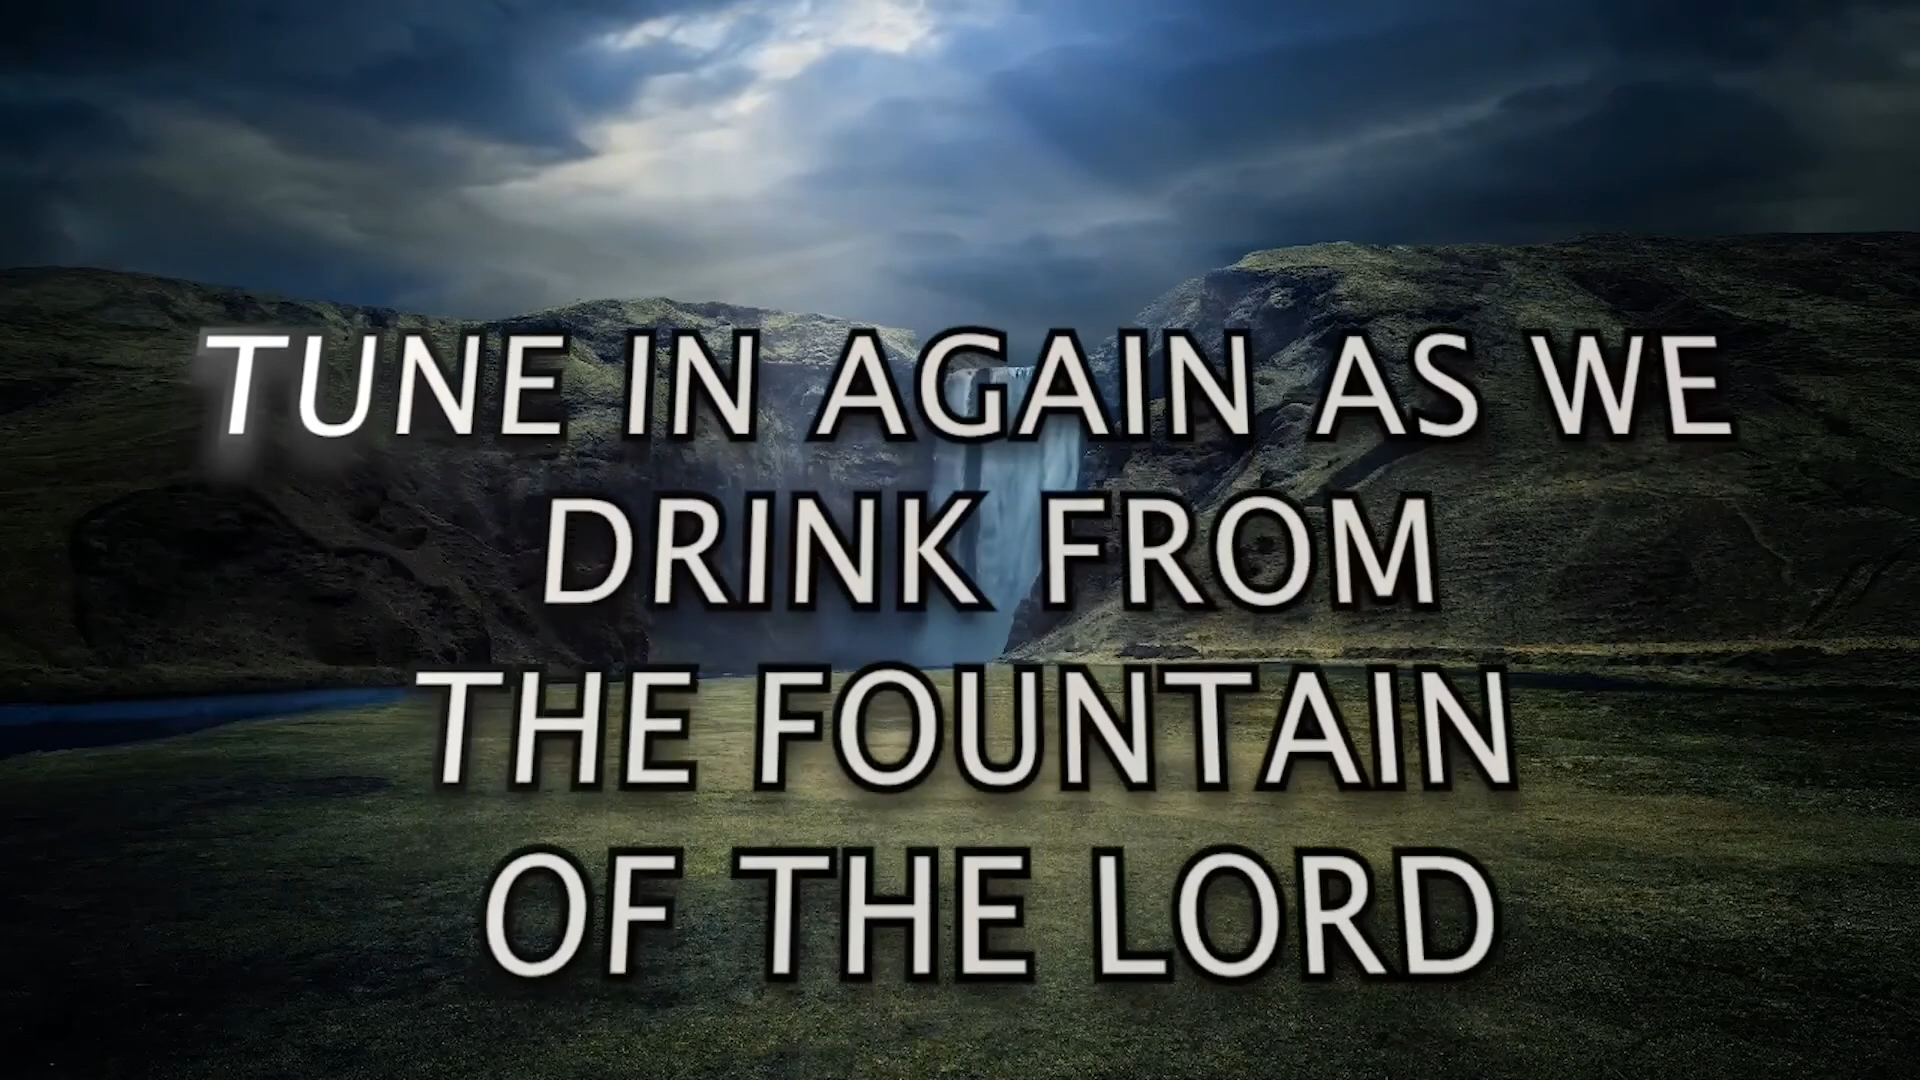 TUNE IN AGAIN AS WE
DRINK FROM
THE FOUNTAIN
OF THE LORD